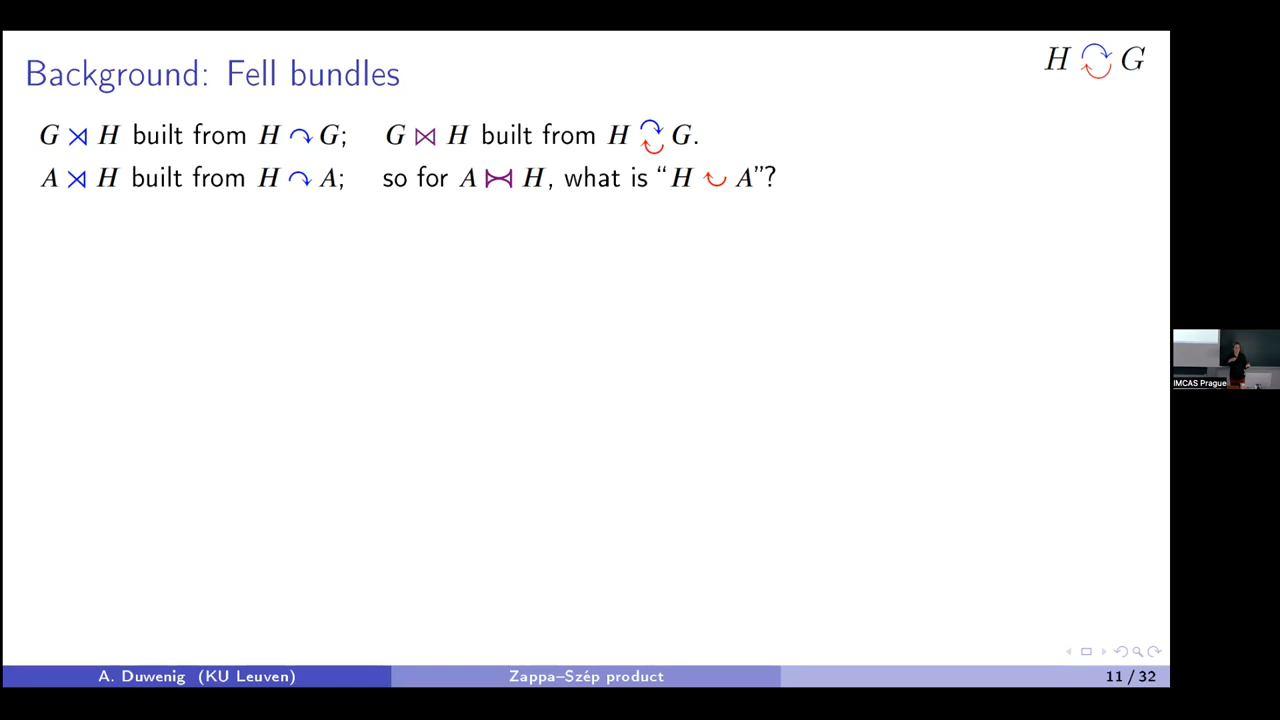 Background: Fell bundles
H G
G ⋊ H built from H ↷ G; G ⋈ H built from H G.
A ⋊ H built from H ↷ A; so for A ⋈ H, what is “H A”?
IMCAS Prague
A. Duwenig (KU Leuven) Zappa–Szép product 11 / 32